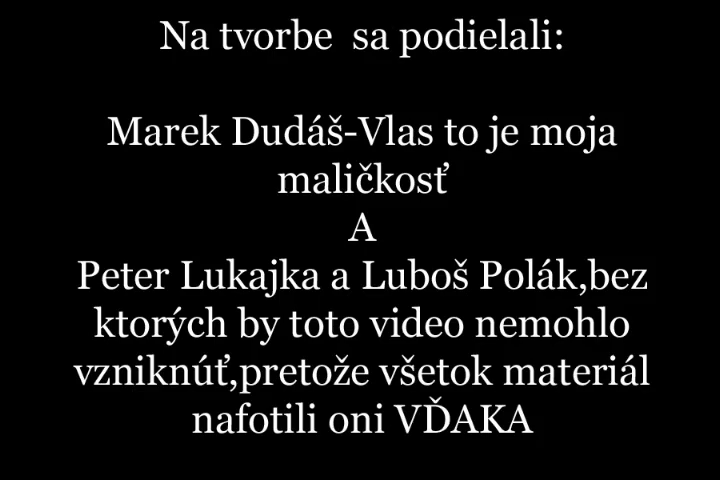 Na tvorbe  sa podielali:
Marek Dudáš-Vlas to je moja
maličkosť
A
Peter Lukajka a Luboš Polák,bez
ktorých by toto video nemohlo
vzniknúť,pretože všetok materiál
nafotili oni VĎAKA